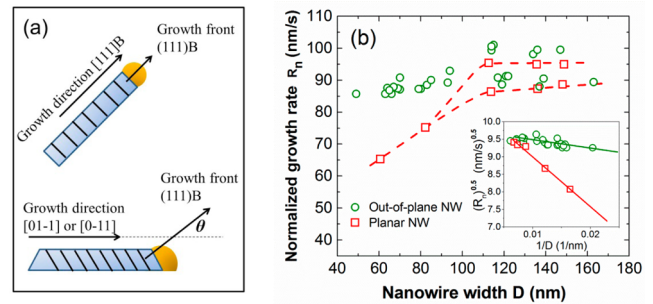 (a)
Growth front
(111)B
Growth direction [111]B
Growth front
(111)B
Growth direction
[01-1] or [0-11]
θ
(b)
Normalized growth rate Rn (nm/s)
110
100
90
80
70
60
50
40
40 60 80 100 120 140 160 180
Nanowire width D (nm)
Out-of-plane NW
Planar NW
(Rn)^0.5 (nm/s)^0.5
10.0
9.5
9.0
8.5
8.0
7.5
7.0
0.01 0.02
1/D (1/nm)